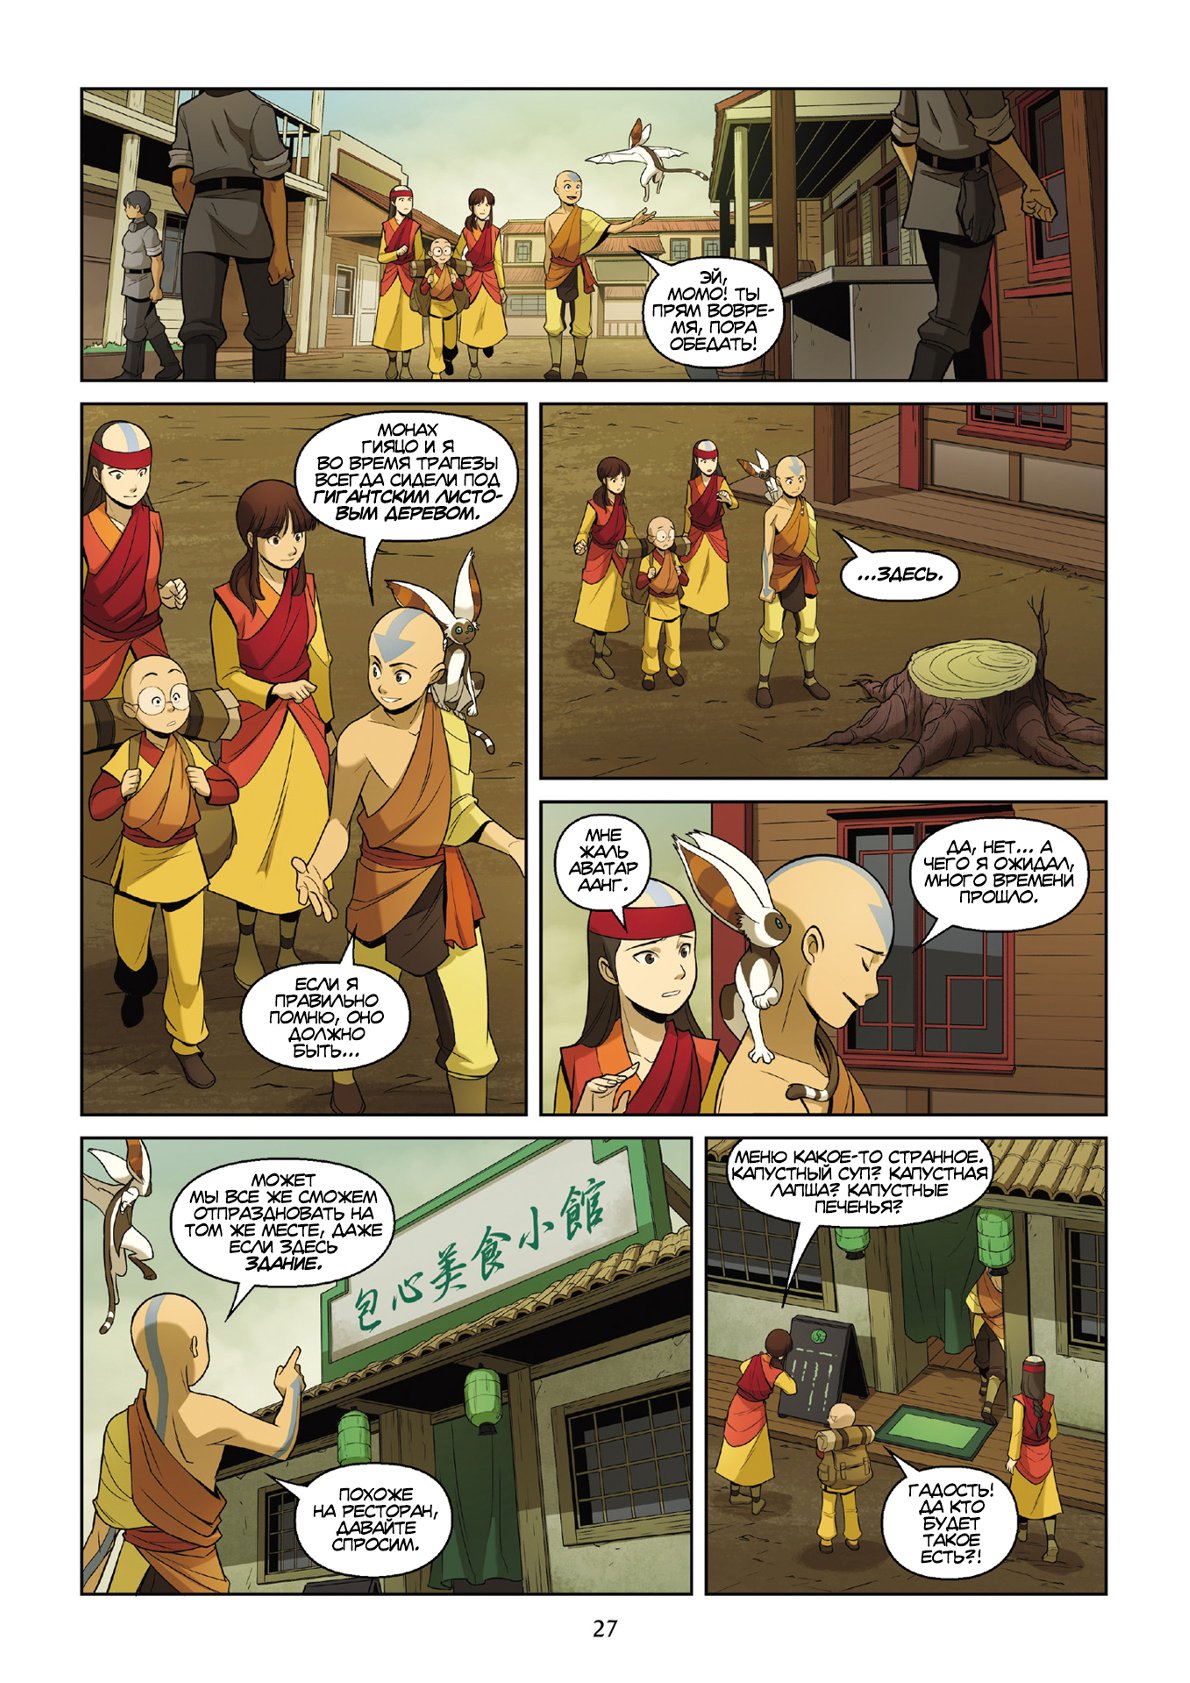 ЭЙ,
МОМО! ТЫ
ПРЯМ ВОВРЕ-
МЯ, ПОРА
ОБЕДАТЬ!
МОНАХ
ГИЯЦО И Я
ВО ВРЕМЯ ТРАПЕЗЫ
ВСЕГДА СИДЕЛИ ПОД
ГИГАНТСКИМ ЛИСТО-
ВЫМ ДЕРЕВОМ.
ЕСЛИ Я
ПРАВИЛЬНО
ПОМНЮ, ОНО
ДОЛЖНО
БЫТЬ...
...ЗДЕСЬ.
МНЕ
ЖАЛЬ
АВАТАР
ААНГ.
ДА, НЕТ... А
ЧЕГО Я ОЖИДАЛ,
МНОГО ВРЕМЕНИ
ПРОШЛО.
МОЖЕТ
МЫ ВСЕ ЖЕ СМОЖЕМ
ОТПРАЗДНОВАТЬ НА
ТОМ ЖЕ МЕСТЕ, ДАЖЕ
ЕСЛИ ЗДЕСЬ
ЗДАНИЕ.
包心美食小館
ПОХОЖЕ
НА РЕСТОРАН,
ДАВАЙТЕ
СПРОСИМ.
МЕНЮ КАКОЕ-ТО СТРАННОЕ.
КАПУСТНЫЙ СУП? КАПУСТНАЯ
ЛАПША? КАПУСТНЫЕ
ПЕЧЕНЬЯ?
ГАДОСТЬ!
ДА КТО
БУДЕТ
ТАКОЕ
ЕСТЬ?!
27